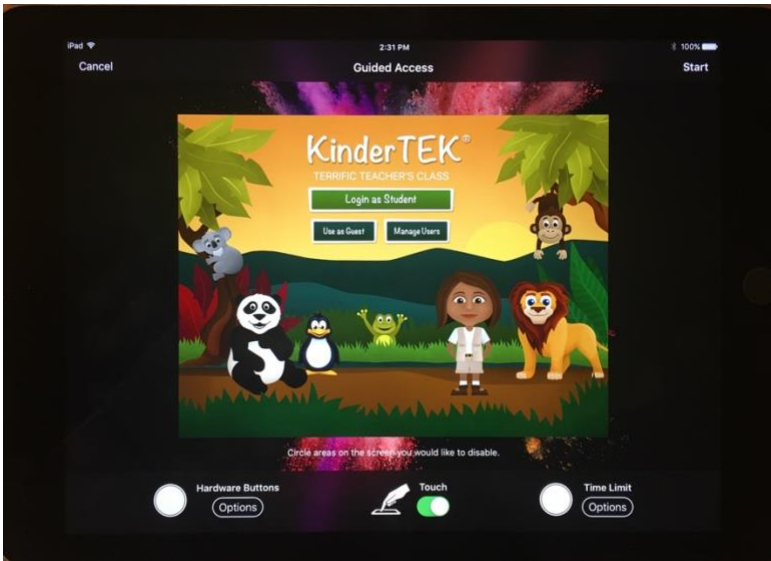 iPad 2:31 PM 100%
Cancel Guided Access Start
KinderTEK®
TERRIFIC TEACHER'S CLASS
Login as Student
Use as Guest Manage Users
Circle areas on the screen you would like to disable.
Hardware Buttons Touch Time Limit
Options Options